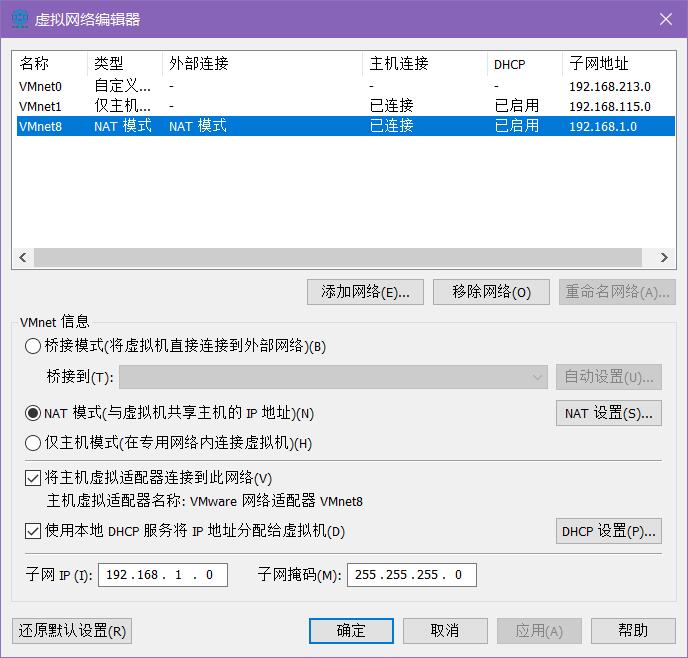 虚拟网络编辑器
名称 类型 外部连接 主机连接 DHCP 子网地址
VMnet0 自定义... - - - 192.168.213.0
VMnet1 仅主机... - 已连接 已启用 192.168.115.0
VMnet8 NAT 模式 NAT 模式 已连接 已启用 192.168.1.0
添加网络(E)... 移除网络(O) 重命名网络(A)...
VMnet 信息
桥接模式(将虚拟机直接连接到外部网络)(B)
桥接到(T): 自动设置(U)...
NAT 模式(与虚拟机共享主机的 IP 地址)(N) NAT 设置(S)...
仅主机模式(在专用网络内连接虚拟机)(H)
将主机虚拟适配器连接到此网络(V)
主机虚拟适配器名称: VMware 网络适配器 VMnet8
使用本地 DHCP 服务将 IP 地址分配给虚拟机(D) DHCP 设置(P)...
子网 IP (I): 192.168. 1 . 0 子网掩码(M): 255.255.255. 0
还原默认设置(R) 确定 取消 应用(A) 帮助